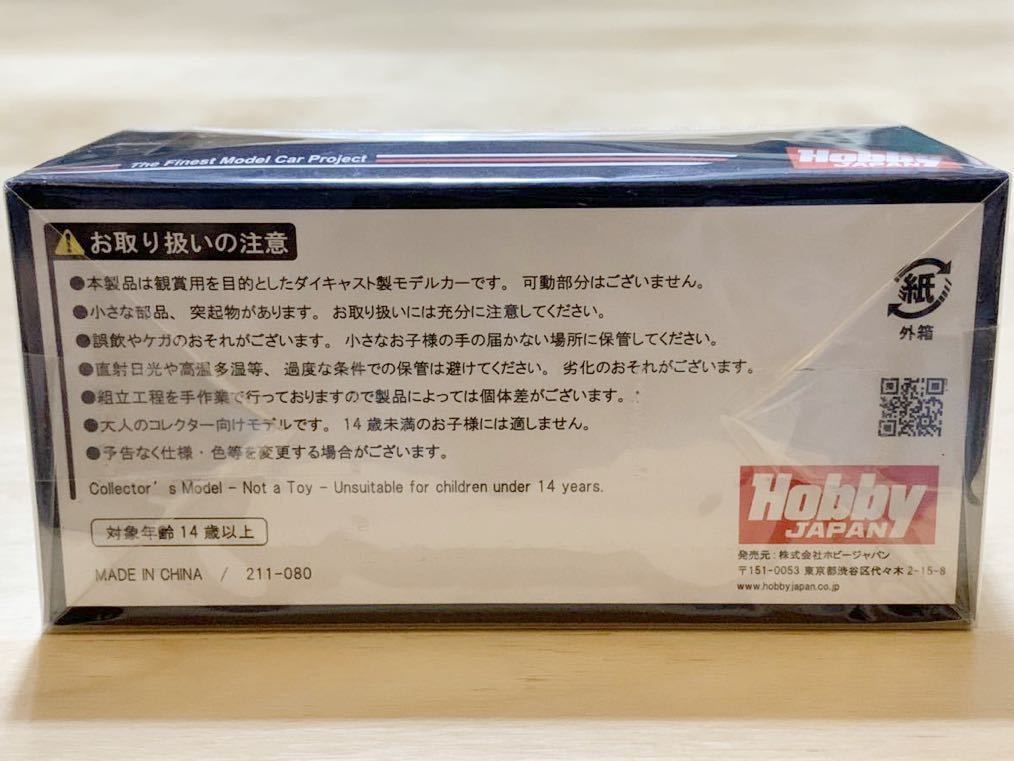 The Finest Model Car Project
Hobby
JAPAN
お取り扱いの注意
●本製品は観賞用を目的としたダイキャスト製モデルカーです。 可動部分はございません。
●小さな部品、 突起物があります。 お取り扱いには充分に注意してください。
●誤飲やケガのおそれがございます。 小さなお子様の手の届かない場所に保管してください。
●直射日光や高温多湿等、 過度な条件での保管は避けてください。 劣化のおそれがございます。
●組立工程を手作業で行っておりますので製品によっては個体差がございます。
●大人のコレクター向けモデルです。 14歳未満のお子様には適しません。
●予告なく仕様・色等を変更する場合がございます。
Collector's Model - Not a Toy - Unsuitable for children under 14 years.
対象年齢14歳以上
MADE IN CHINA / 211-080
紙
外箱
Hobby
JAPAN
発売元：株式会社ホビージャパン
〒151-0053 東京都渋谷区代々木 2-15-8
www.hobbyjapan.co.jp